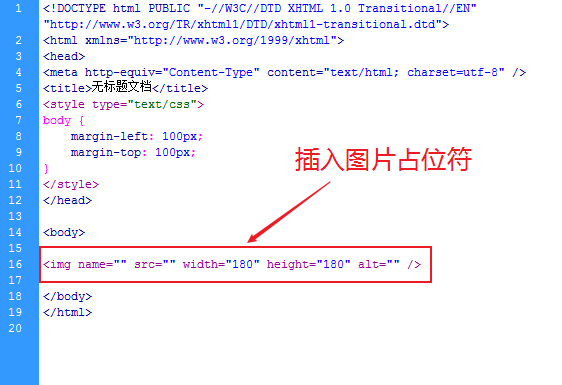 1 <!DOCTYPE html PUBLIC "-//W3C//DTD XHTML 1.0 Transitional//EN"
"http://www.w3.org/TR/xhtml1/DTD/xhtml1-transitional.dtd">
2 <html xmlns="http://www.w3.org/1999/xhtml">
3 <head>
4 <meta http-equiv="Content-Type" content="text/html; charset=utf-8" />
5 <title>无标题文档</title>
6 <style type="text/css">
7 body {
8     margin-left: 100px;
9     margin-top: 100px;
10 }
插入图片占位符
11 </style>
12 </head>
13
14 <body>
15
16 <img name="" src="" width="180" height="180" alt="" />
17
18 </body>
19 </html>
20